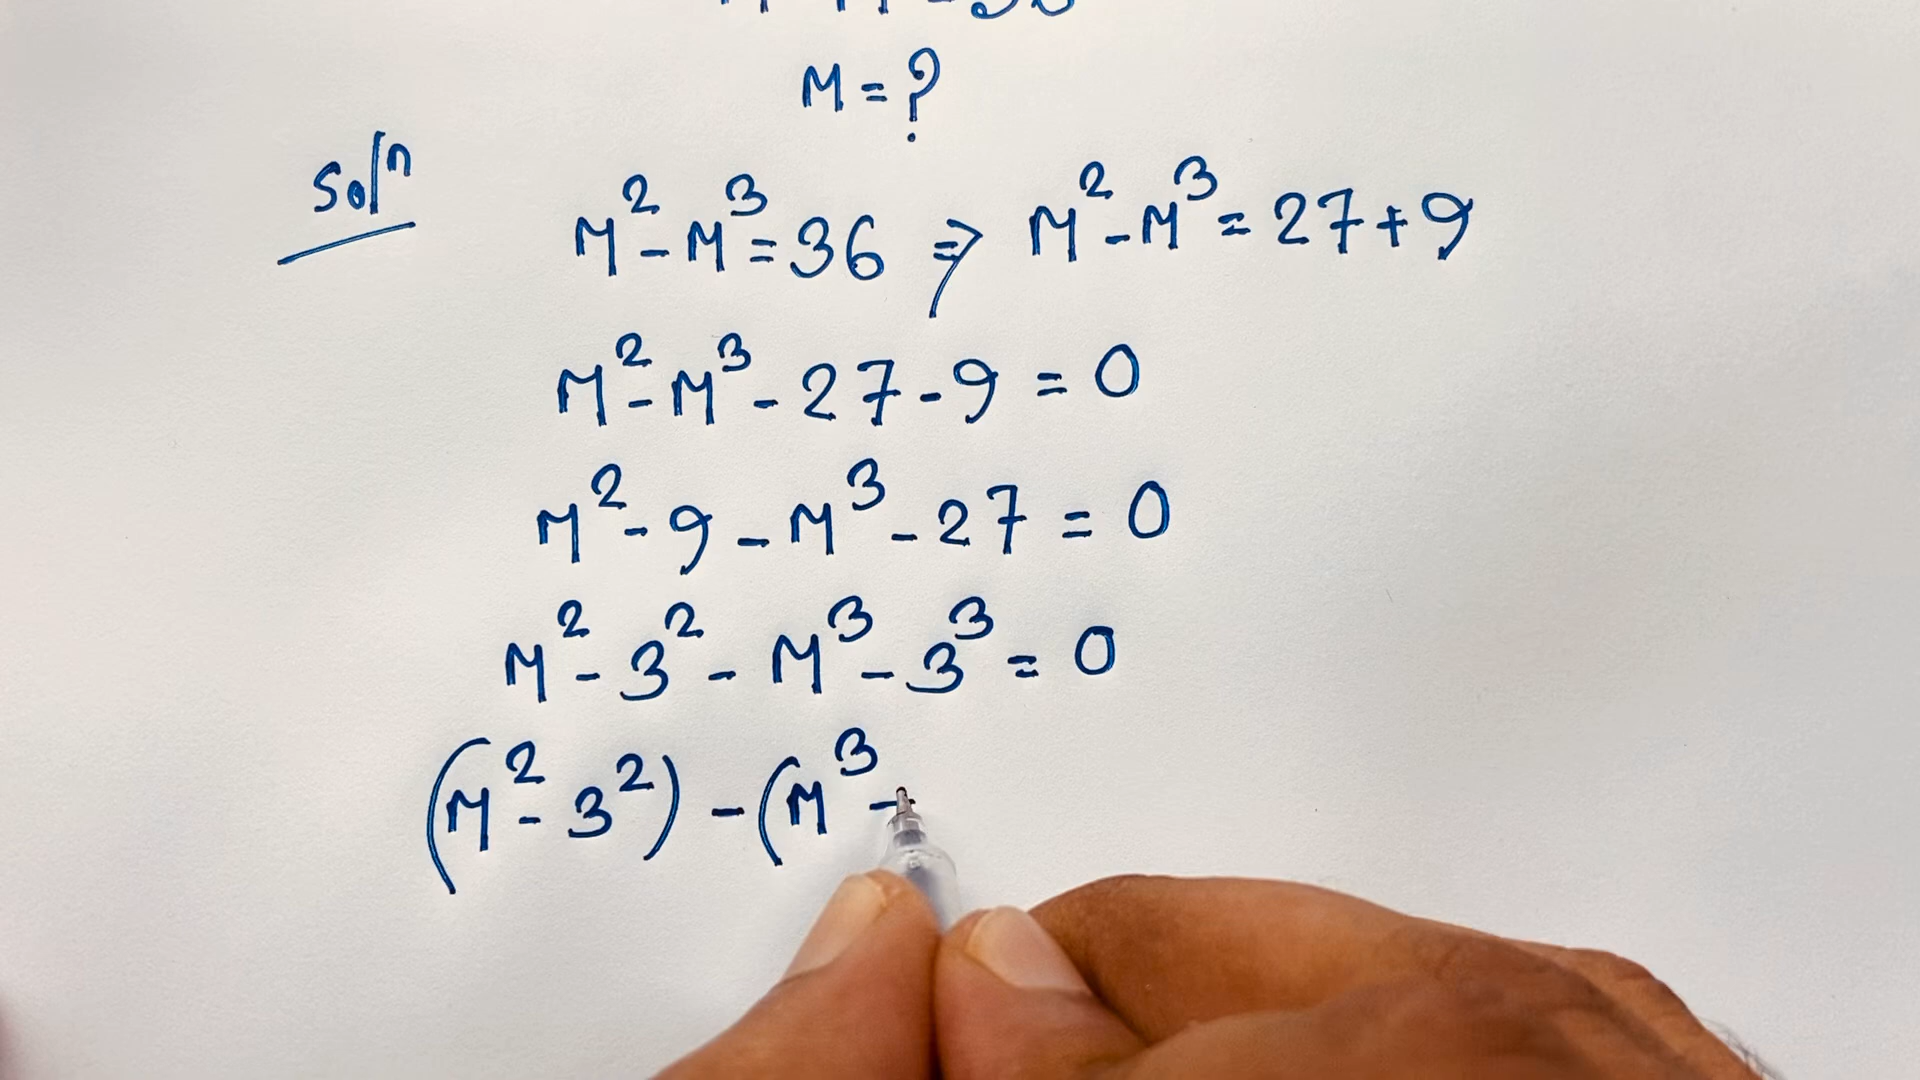 M = ?
Solⁿ
M² - M³ = 36 ⇒ M² - M³ = 27 + 9
M² - M³ - 27 - 9 = 0
M² - 9 - M³ - 27 = 0
M² - 3² - M³ - 3³ = 0
(M² - 3²) - (M³ -